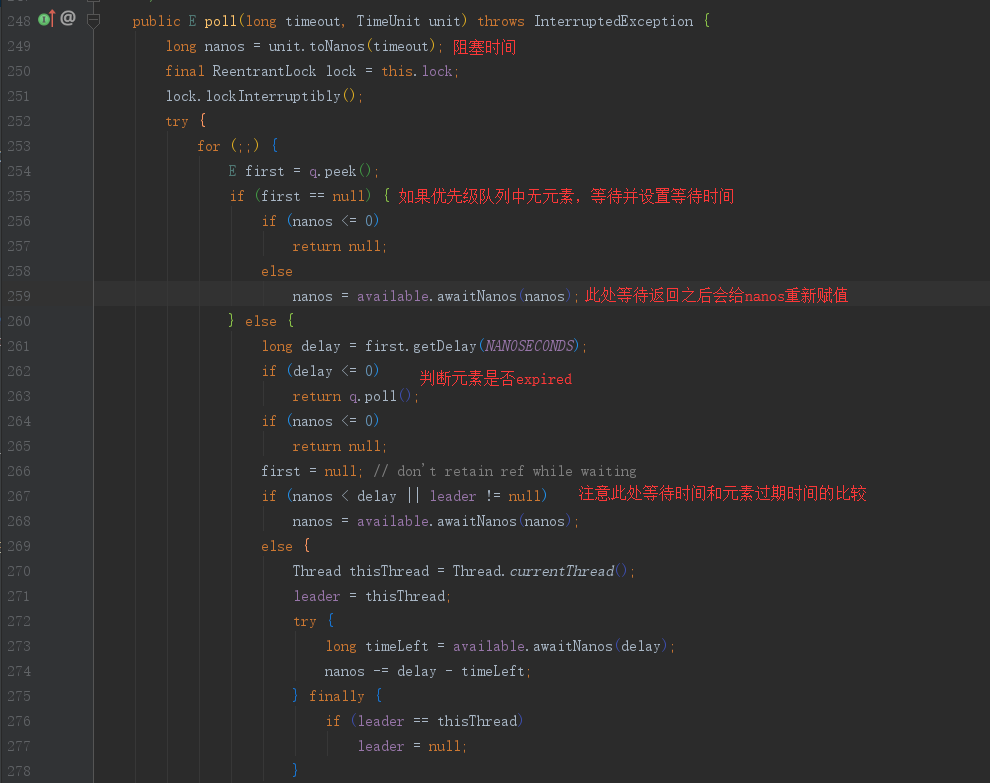 248 @ public E poll(long timeout, TimeUnit unit) throws InterruptedException {
249 long nanos = unit.toNanos(timeout); 阻塞时间
250 final ReentrantLock lock = this.lock;
251 lock.lockInterruptibly();
252 try {
253 for (;;) {
254 E first = q.peek();
255 if (first == null) { 如果优先级队列中无元素，等待并设置等待时间
256 if (nanos <= 0)
257 return null;
258 else
259 nanos = available.awaitNanos(nanos); 此处等待返回之后会给nanos重新赋值
260 } else {
261 long delay = first.getDelay(NANOSECONDS);
262 if (delay <= 0) 判断元素是否expired
263 return q.poll();
264 if (nanos <= 0)
265 return null;
266 first = null; // don't retain ref while waiting
267 if (nanos < delay || leader != null) 注意此处等待时间和元素过期时间的比较
268 nanos = available.awaitNanos(nanos);
269 else {
270 Thread thisThread = Thread.currentThread();
271 leader = thisThread;
272 try {
273 long timeLeft = available.awaitNanos(delay);
274 nanos -= delay - timeLeft;
275 } finally {
276 if (leader == thisThread)
277 leader = null;
278 }